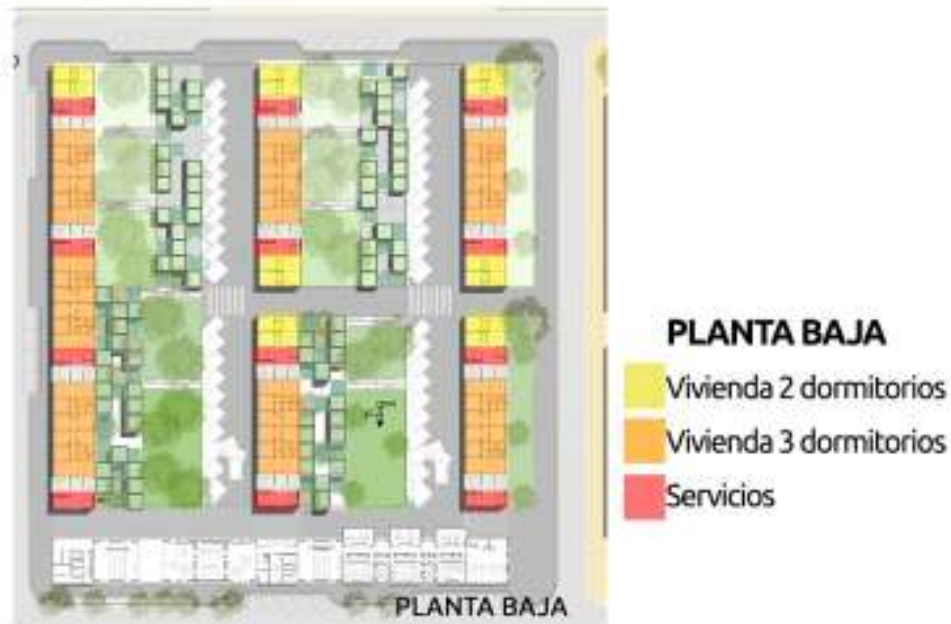 PLANTA BAJA
Vivienda 2 dormitorios
Vivienda 3 dormitorios
Servicios
PLANTA BAJA